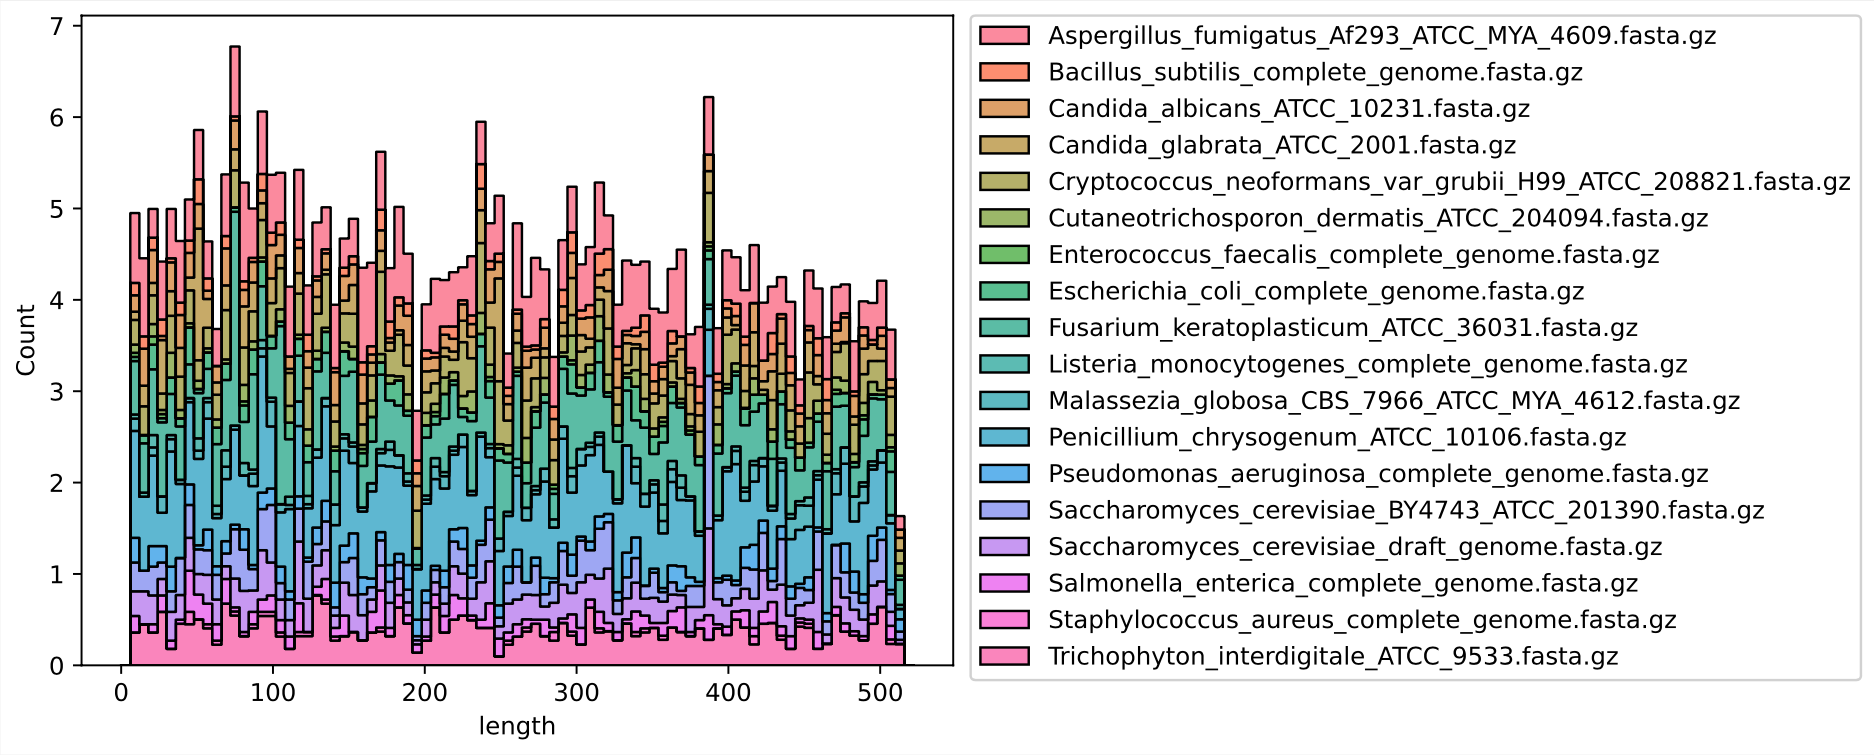 7
6
5
4
3
2
1
0
Count
0 100 200 300 400 500
length
Aspergillus_fumigatus_Af293_ATCC_MYA_4609.fasta.gz
Bacillus_subtilis_complete_genome.fasta.gz
Candida_albicans_ATCC_10231.fasta.gz
Candida_glabrata_ATCC_2001.fasta.gz
Cryptococcus_neoformans_var_grubii_H99_ATCC_208821.fasta.gz
Cutaneotrichosporon_dermatis_ATCC_204094.fasta.gz
Enterococcus_faecalis_complete_genome.fasta.gz
Escherichia_coli_complete_genome.fasta.gz
Fusarium_keratoplasticum_ATCC_36031.fasta.gz
Listeria_monocytogenes_complete_genome.fasta.gz
Malassezia_globosa_CBS_7966_ATCC_MYA_4612.fasta.gz
Penicillium_chrysogenum_ATCC_10106.fasta.gz
Pseudomonas_aeruginosa_complete_genome.fasta.gz
Saccharomyces_cerevisiae_BY4743_ATCC_201390.fasta.gz
Saccharomyces_cerevisiae_draft_genome.fasta.gz
Salmonella_enterica_complete_genome.fasta.gz
Staphylococcus_aureus_complete_genome.fasta.gz
Trichophyton_interdigitale_ATCC_9533.fasta.gz